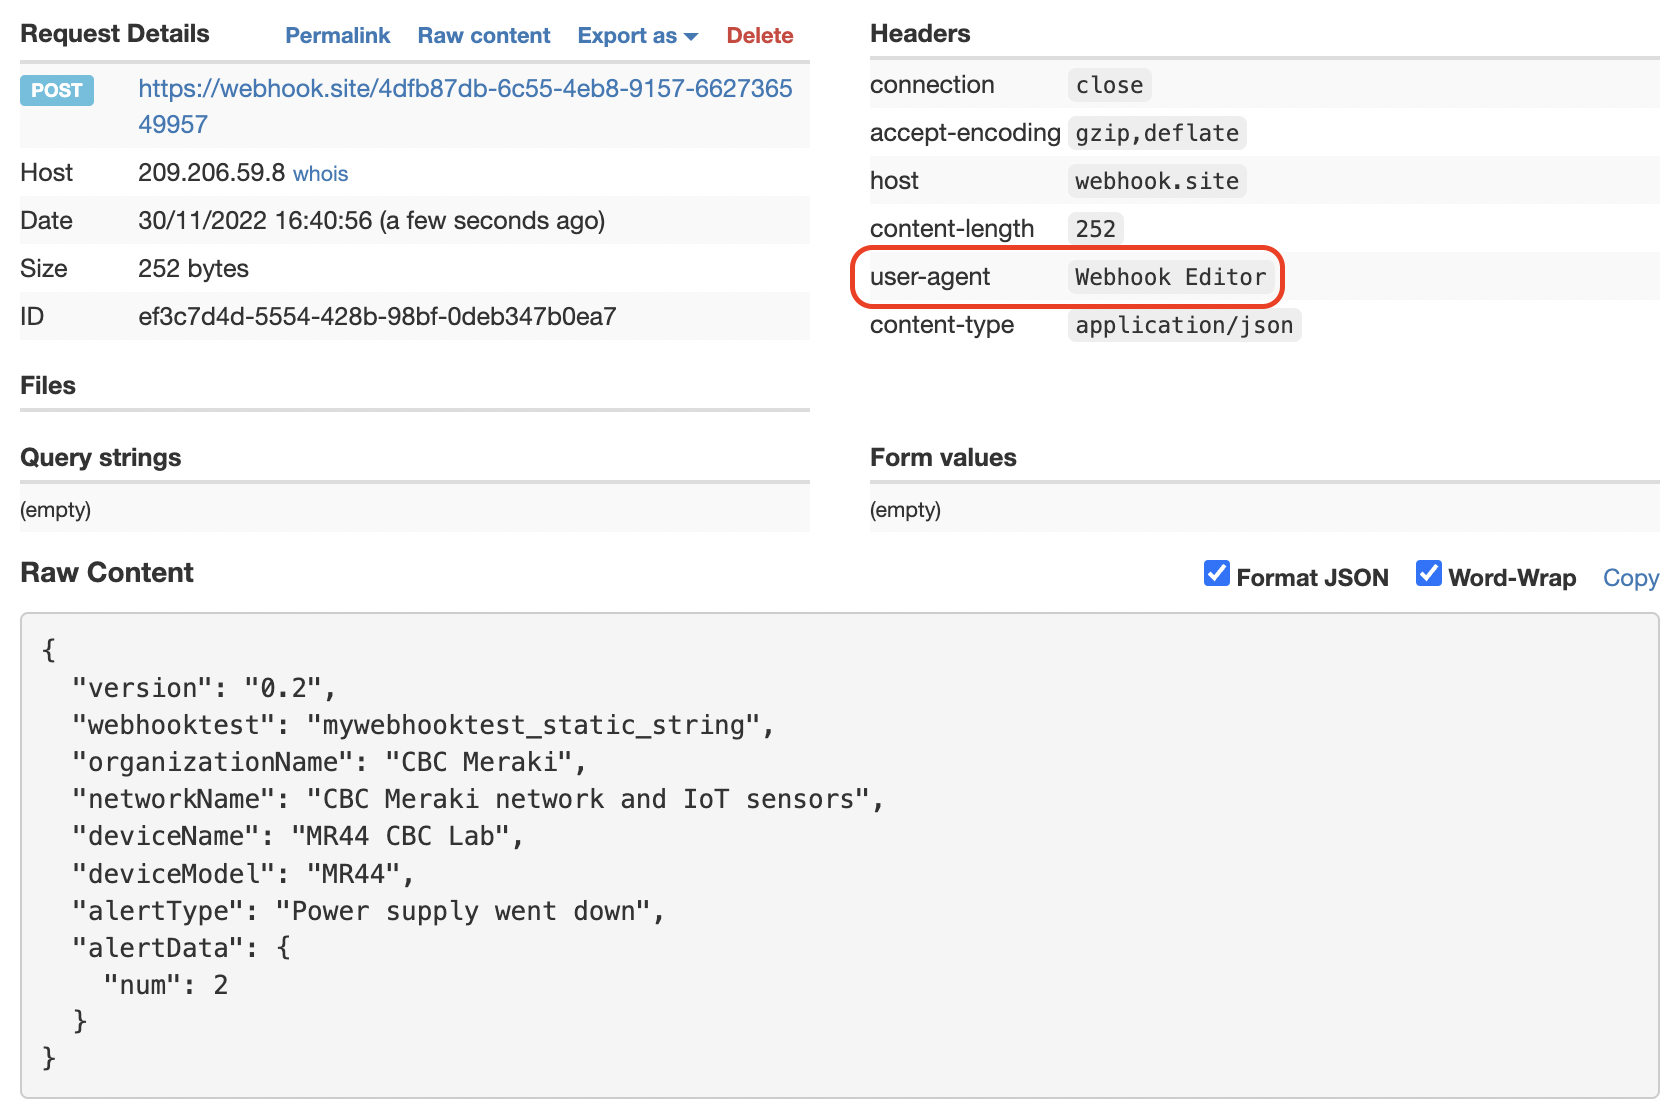 Request Details Permalink Raw content Export as Delete
POST https://webhook.site/4dfb87db-6c55-4eb8-9157-6627365
49957
Host 209.206.59.8 whois
Date 30/11/2022 16:40:56 (a few seconds ago)
Size 252 bytes
ID ef3c7d4d-5554-428b-98bf-0deb347b0ea7
Headers
connection close
accept-encoding gzip,deflate
host webhook.site
content-length 252
user-agent Webhook Editor
content-type application/json
Files
Query strings
(empty)
Form values
(empty)
Raw Content Format JSON Word-Wrap Copy
{
"version": "0.2",
"webhooktest": "mywebhooktest_static_string",
"organizationName": "CBC Meraki",
"networkName": "CBC Meraki network and IoT sensors",
"deviceName": "MR44 CBC Lab",
"deviceModel": "MR44",
"alertType": "Power supply went down",
"alertData": {
"num": 2
}
}